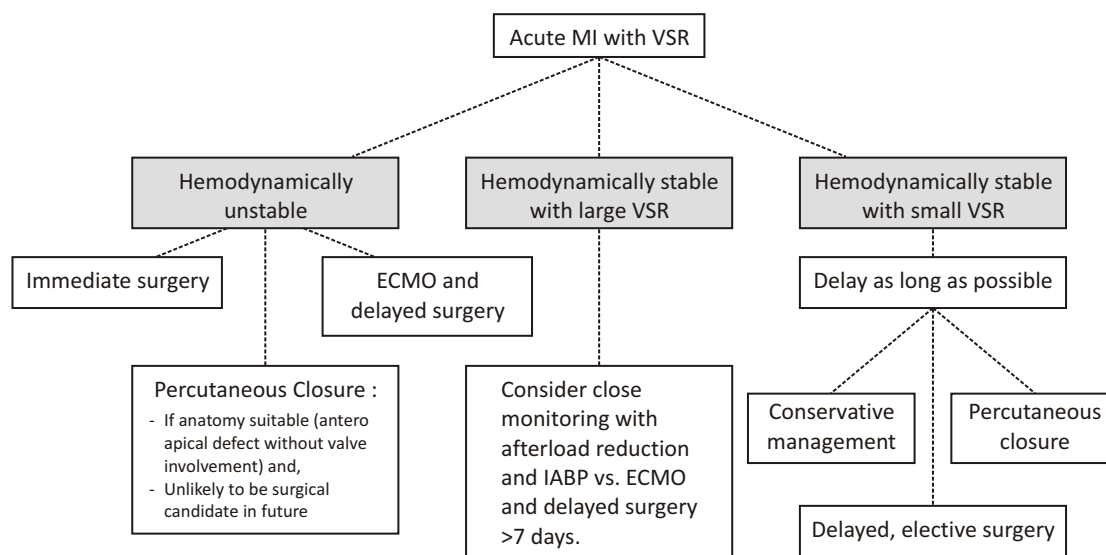 Acute MI with VSR
Hemodynamically
unstable
Hemodynamically stable
with large VSR
Hemodynamically stable
with small VSR
Immediate surgery
ECMO and
delayed surgery
Delay as long as possible
Percutaneous Closure :
- If anatomy suitable (antero
apical defect without valve
involvement) and,
- Unlikely to be surgical
candidate in future
Consider close
monitoring with
afterload reduction
and IABP vs. ECMO
and delayed surgery
>7 days.
Conservative
management
Percutaneous
closure
Delayed, elective surgery